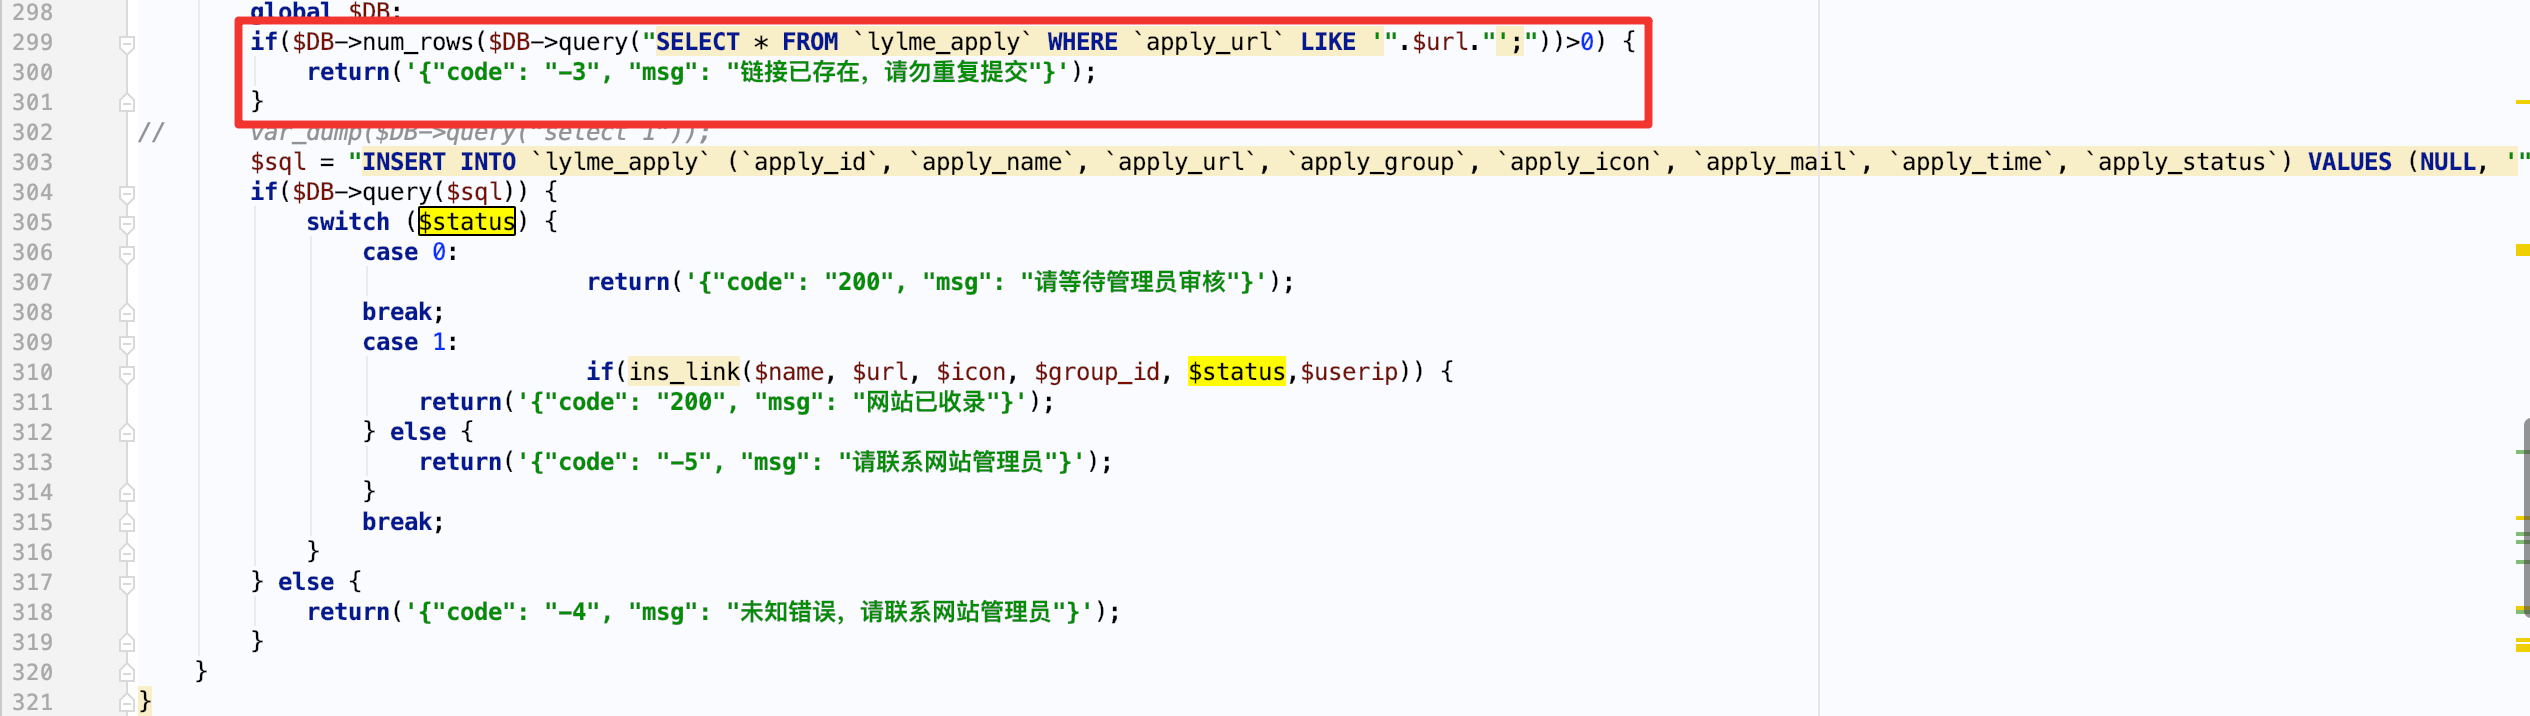 298 global $DB;
299 if($DB->num_rows($DB->query("SELECT * FROM `lylme_apply` WHERE `apply_url` LIKE '".$url."';"))>0) {
300 return('{"code": "-3", "msg": "链接已存在，请勿重复提交"}');
301 }
302 // var_dump($DB->query("select 1"));
303 $sql = "INSERT INTO `lylme_apply` (`apply_id`, `apply_name`, `apply_url`, `apply_group`, `apply_icon`, `apply_mail`, `apply_time`, `apply_status`) VALUES (NULL, '"
304 if($DB->query($sql)) {
305 switch ($status) {
306 case 0:
307 return('{"code": "200", "msg": "请等待管理员审核"}');
308 break;
309 case 1:
310 if(ins_link($name, $url, $icon, $group_id, $status,$userip)) {
311 return('{"code": "200", "msg": "网站已收录"}');
312 } else {
313 return('{"code": "-5", "msg": "请联系网站管理员"}');
314 }
315 break;
316 }
317 } else {
318 return('{"code": "-4", "msg": "未知错误，请联系网站管理员"}');
319 }
320 }
321 }